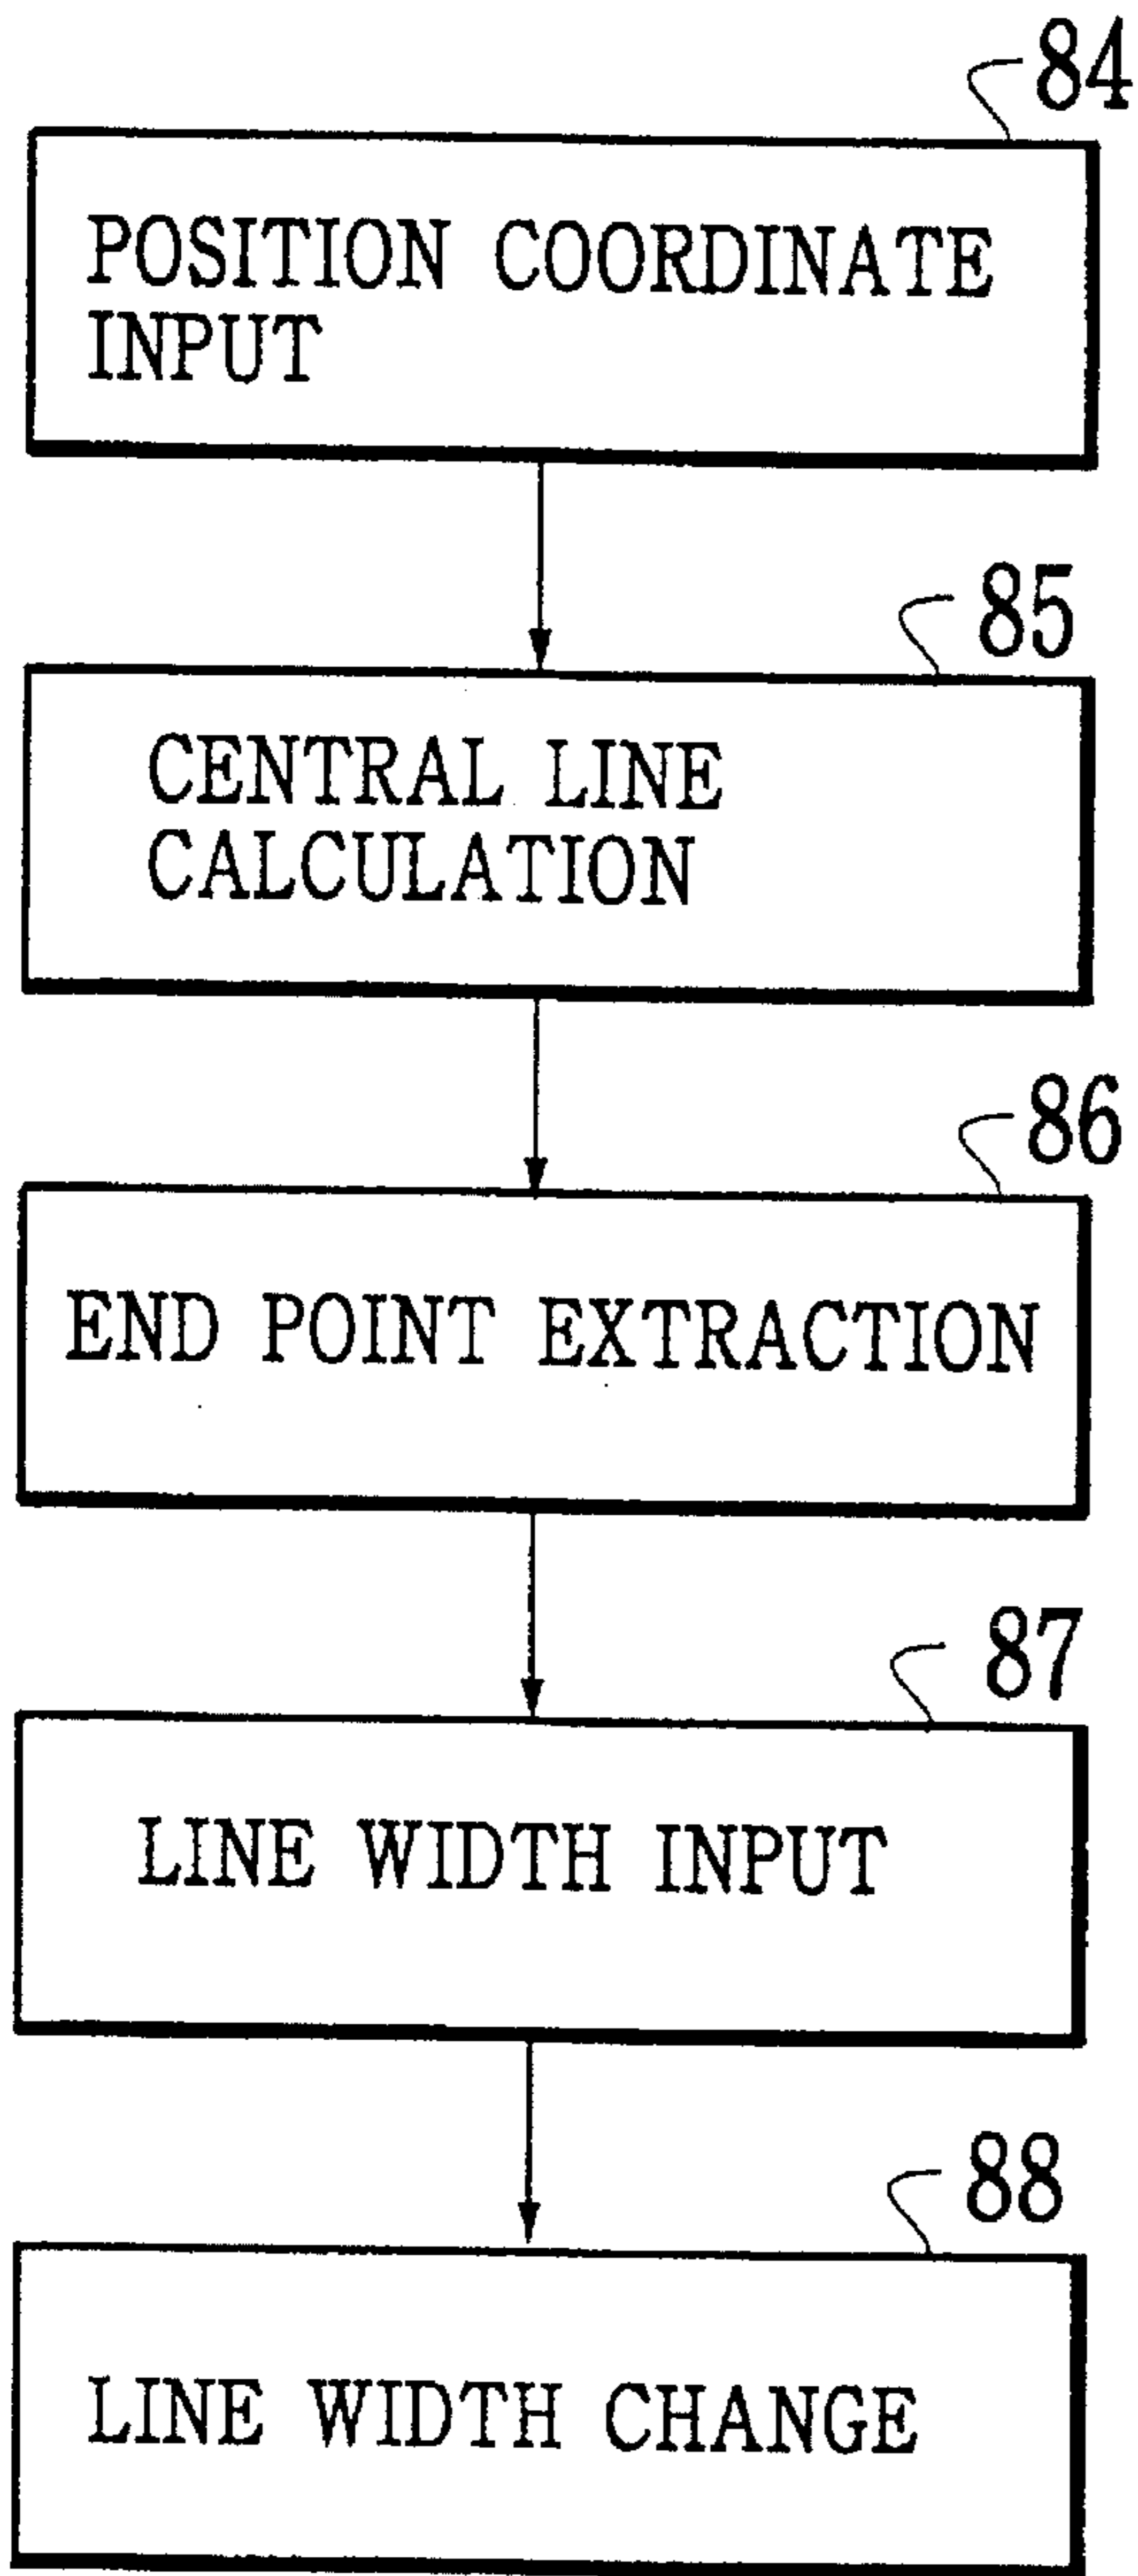 84
POSITION COORDINATE
INPUT
85
CENTRAL LINE
CALCULATION
86
END POINT EXTRACTION
87
LINE WIDTH INPUT
88
LINE WIDTH CHANGE